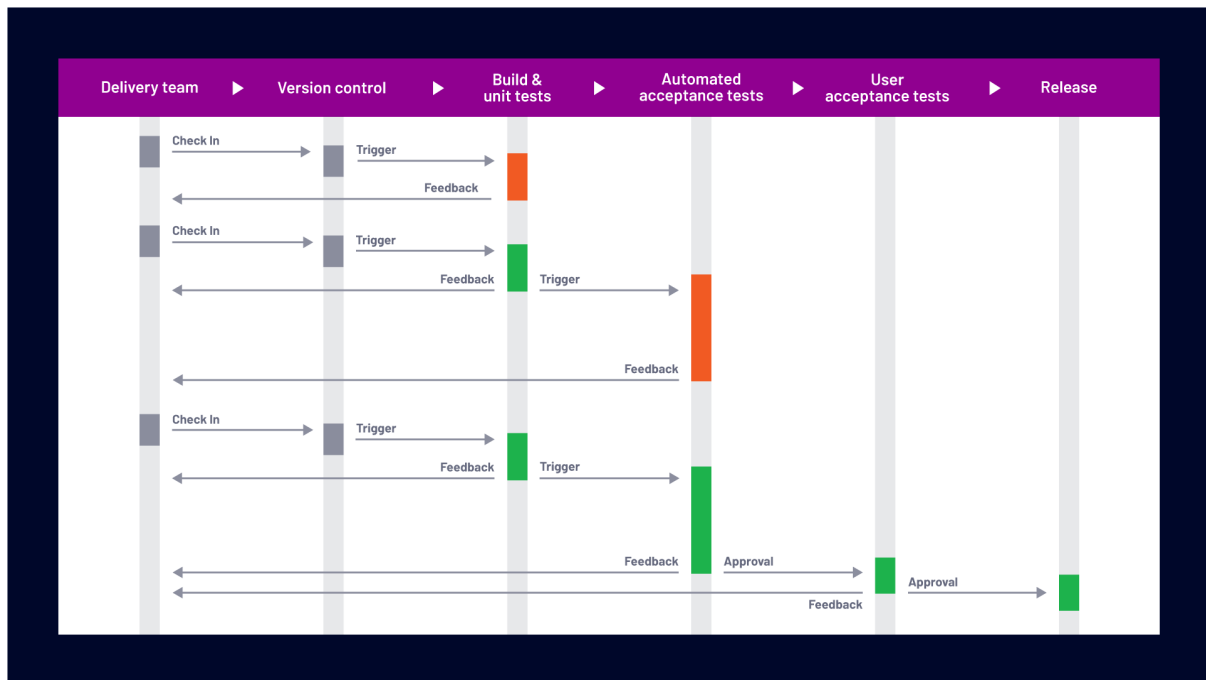 Delivery team
Version control
Build &
unit tests
Automated
acceptance tests
User
acceptance tests
Release
Check In
Trigger
Feedback
Check In
Trigger
Feedback
Trigger
Feedback
Check In
Trigger
Feedback
Trigger
Feedback
Approval
Approval
Feedback